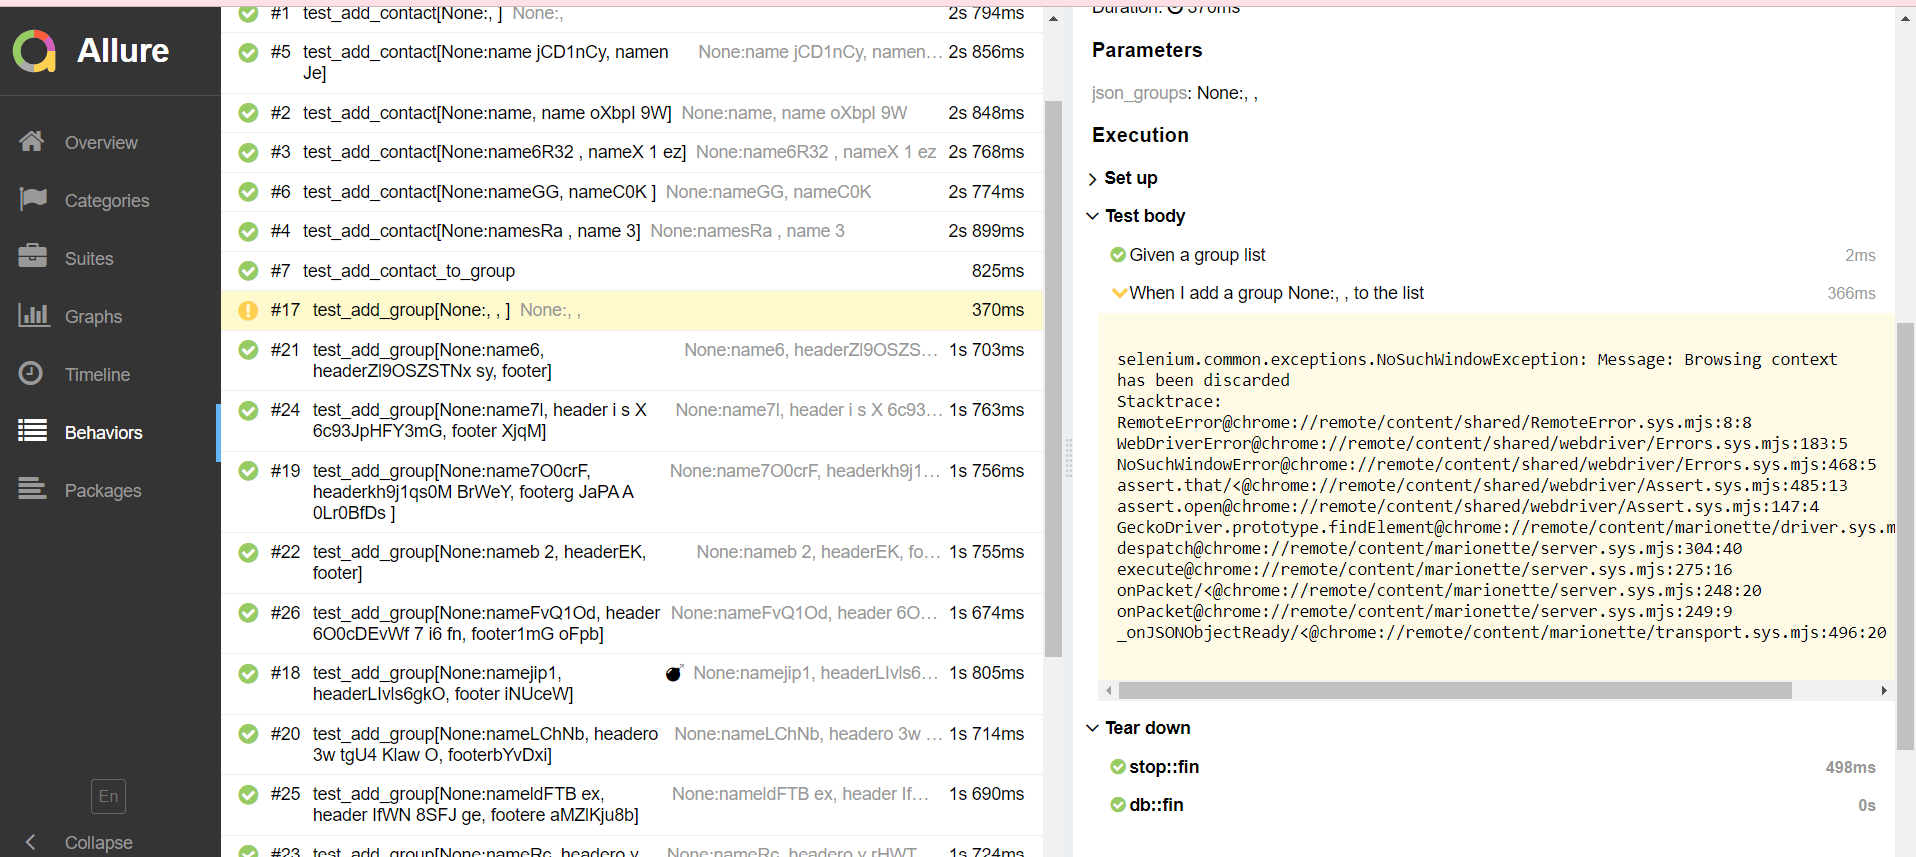 Allure
Overview
Categories
Suites
Graphs
Timeline
Behaviors
Packages
En
Collapse
#1 test_add_contact[None:, ] None:, 2s 794ms
#5 test_add_contact[None:name jCD1nCy, namen Je] None:name jCD1nCy, namen… 2s 856ms
#2 test_add_contact[None:name, name oXbpI 9W] None:name, name oXbpI 9W 2s 848ms
#3 test_add_contact[None:name6R32 , nameX 1 ez] None:name6R32 , nameX 1 ez 2s 768ms
#6 test_add_contact[None:nameGG, nameC0K ] None:nameGG, nameC0K 2s 774ms
#4 test_add_contact[None:namesRa , name 3] None:namesRa , name 3 2s 899ms
#7 test_add_contact_to_group 825ms
#17 test_add_group[None:, , ] None:, , 370ms
#21 test_add_group[None:name6, None:name6, headerZl9OSZS… 1s 703ms
headerZl9OSZSTNx sy, footer]
#24 test_add_group[None:name7l, header i s X None:name7l, header i s X 6c93… 1s 763ms
6c93JpHFY3mG, footer XjqM]
#19 test_add_group[None:name7O0crF, None:name7O0crF, headerkh9j1… 1s 756ms
headerkh9j1qs0M BrWeY, footerg JaPA A
0Lr0BfDs ]
#22 test_add_group[None:nameb 2, headerEK, None:nameb 2, headerEK, fo… 1s 755ms
footer]
#26 test_add_group[None:nameFvQ1Od, header None:nameFvQ1Od, header 6O… 1s 674ms
6O0cDEvWf 7 i6 fn, footer1mG oFpb]
#18 test_add_group[None:namejip1, None:namejip1, headerLIvls6… 1s 805ms
headerLIvls6gkO, footer iNUceW]
#20 test_add_group[None:nameLChNb, headero None:nameLChNb, headero 3w … 1s 714ms
3w tgU4 Klaw O, footerbYvDxi]
#25 test_add_group[None:nameldFTB ex, None:nameldFTB ex, header If… 1s 690ms
header IfWN 8SFJ ge, footere aMZlKju8b]
#23 test_add_group[None:nameRc, headero y None:nameRc, headero y rHWT… 1s 724ms
Duration: 370ms
Parameters
json_groups: None:, ,
Execution
Set up
Test body
Given a group list 2ms
When I add a group None:, , to the list 366ms
selenium.common.exceptions.NoSuchWindowException: Message: Browsing context
has been discarded
Stacktrace:
RemoteError@chrome://remote/content/shared/RemoteError.sys.mjs:8:8
WebDriverError@chrome://remote/content/shared/webdriver/Errors.sys.mjs:183:5
NoSuchWindowError@chrome://remote/content/shared/webdriver/Errors.sys.mjs:468:5
assert.that/<@chrome://remote/content/shared/webdriver/Assert.sys.mjs:485:13
assert.open@chrome://remote/content/shared/webdriver/Assert.sys.mjs:147:4
GeckoDriver.prototype.findElement@chrome://remote/content/marionette/driver.sys.m
despatch@chrome://remote/content/marionette/server.sys.mjs:304:40
execute@chrome://remote/content/marionette/server.sys.mjs:275:16
onPacket/<@chrome://remote/content/marionette/server.sys.mjs:248:20
onPacket@chrome://remote/content/marionette/server.sys.mjs:249:9
_onJSONObjectReady/<@chrome://remote/content/marionette/transport.sys.mjs:496:20
Tear down
stop::fin 498ms
db::fin 0s